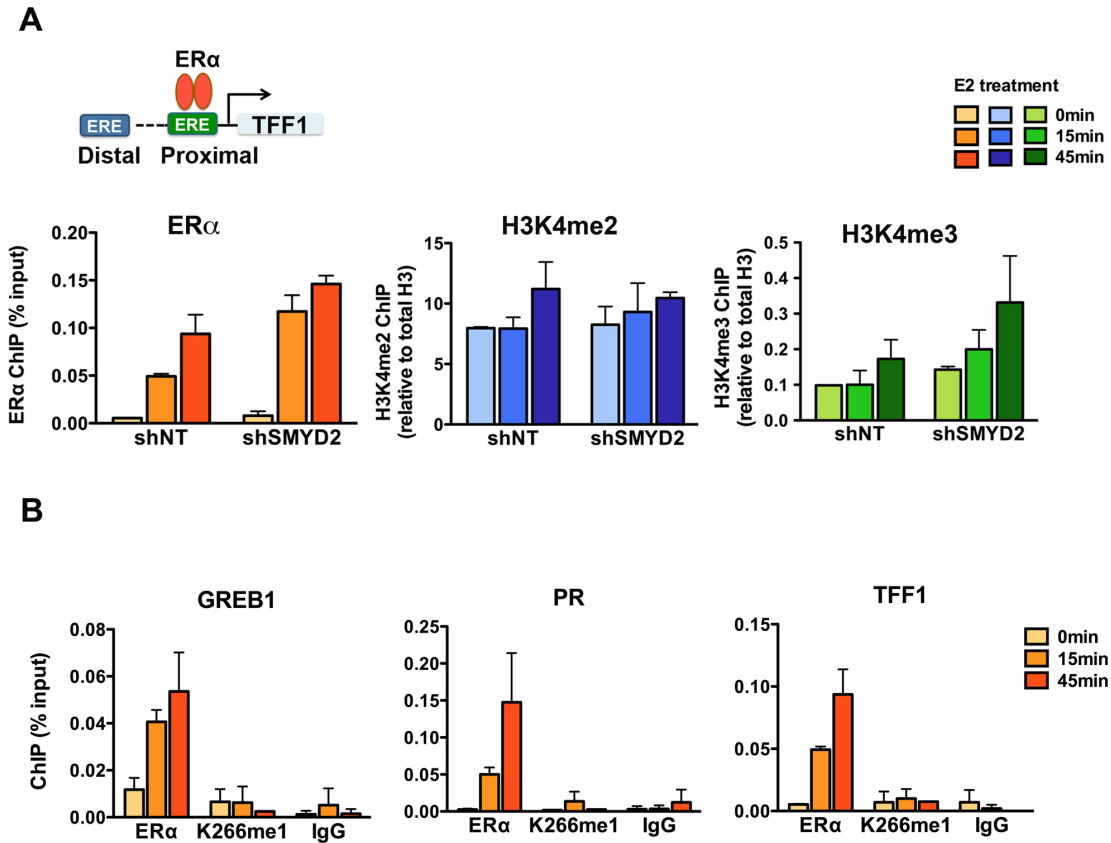 A
ERα
ERE
ERE
TFF1
Distal
Proximal
E2 treatment
0min
15min
45min
ERα
ERα ChIP (% input)
0.20
0.15
0.10
0.05
0.00
shNT
shSMYD2
H3K4me2
H3K4me2 ChIP
(relative to total H3)
15
10
5
0
shNT
shSMYD2
H3K4me3
H3K4me3 ChIP
(relative to total H3)
0.5
0.4
0.3
0.2
0.1
0.0
shNT
shSMYD2
B
GREB1
ChIP (% input)
0.08
0.06
0.04
0.02
0.00
ERα
K266me1
IgG
PR
0.25
0.20
0.15
0.10
0.05
0.00
ERα
K266me1
IgG
TFF1
0.15
0.10
0.05
0.00
ERα
K266me1
IgG
0min
15min
45min